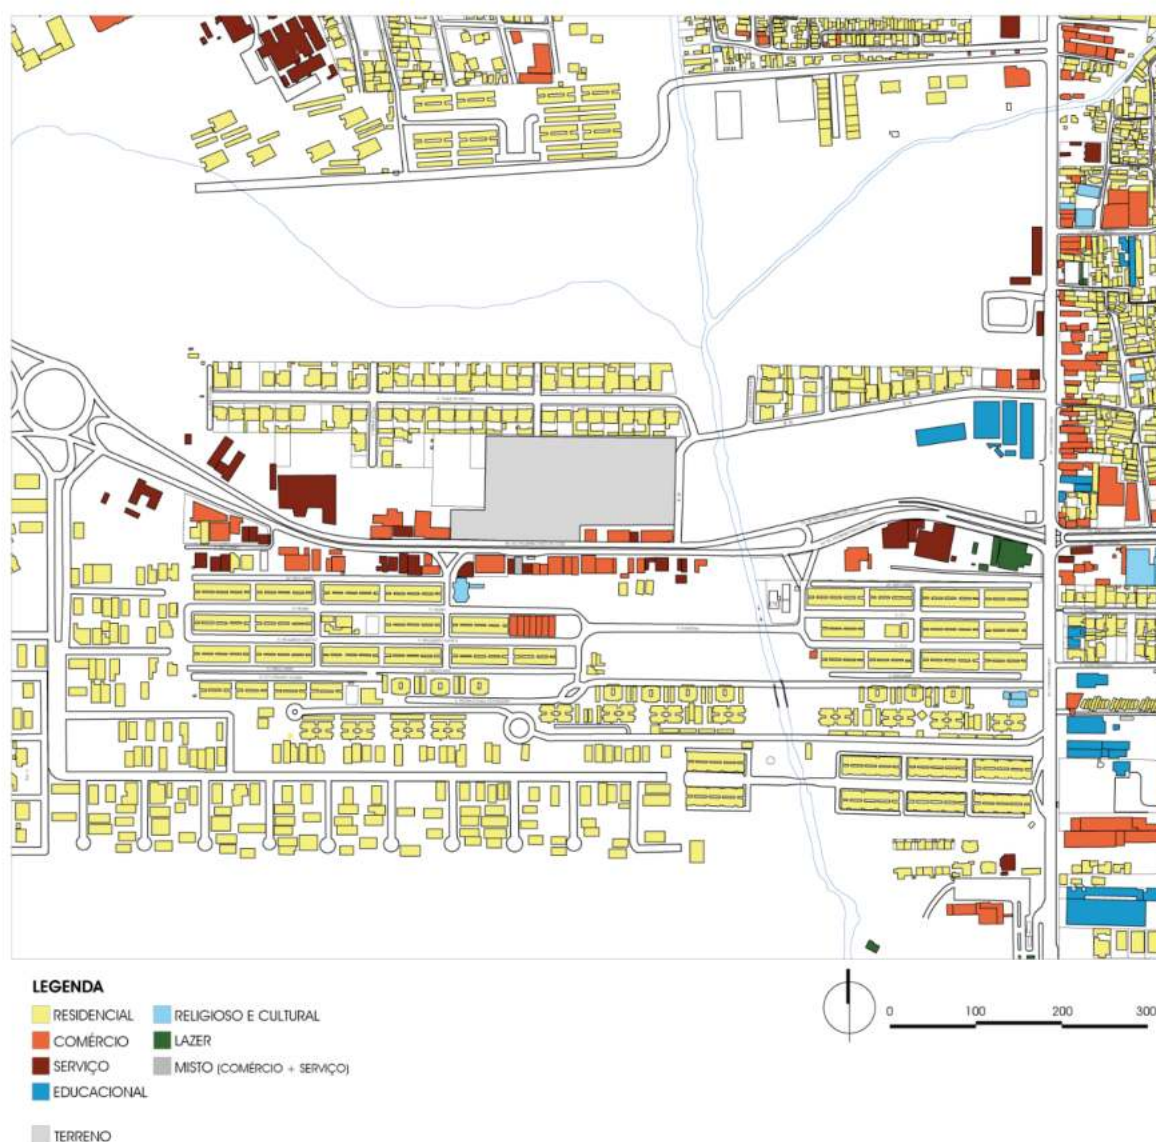 LEGENDA
RESIDENCIAL
RELIGIOSO E CULTURAL
COMÉRCIO
LAZER
SERVIÇO
MISTO (COMÉRCIO + SERVIÇO)
EDUCACIONAL
TERRENO
0 100 200 300